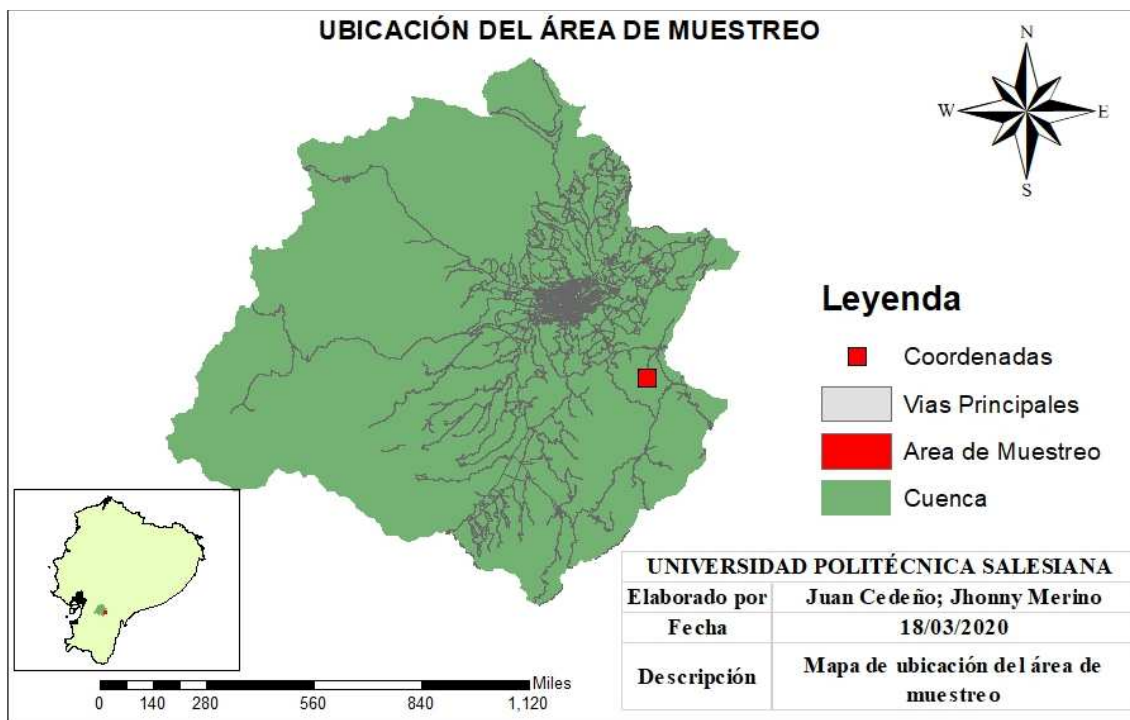 UBICACIÓN DEL ÁREA DE MUESTREO
N
W E
S
Leyenda
Coordenadas
Vias Principales
Area de Muestreo
Cuenca
UNIVERSIDAD POLITÉCNICA SALESIANA
Elaborado por Juan Cedeño; Jhonny Merino
Fecha 18/03/2020
Descripción Mapa de ubicación del área de
muestreo
Miles
0 140 280 560 840 1,120